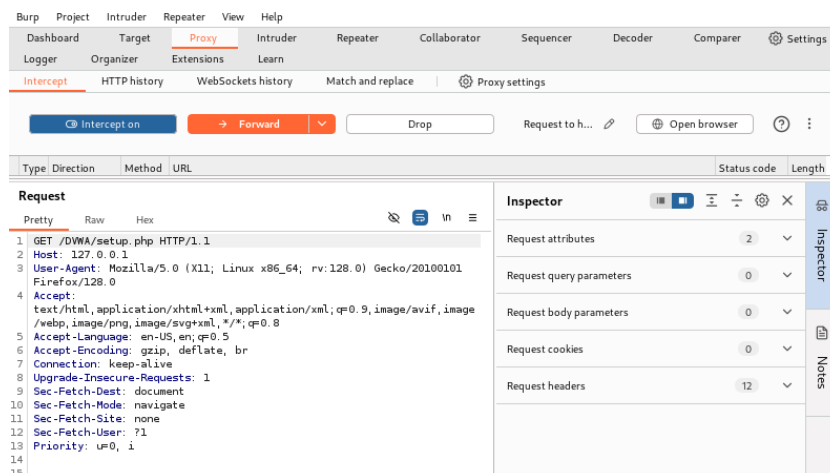 Burp Project Intruder Repeater View Help
Dashboard Target Proxy Intruder Repeater Collaborator Sequencer Decoder Comparer Settings
Logger Organizer Extensions Learn
Intercept HTTP history WebSockets history Match and replace Proxy settings
Intercept on Forward Drop Request to h... Open browser
Type Direction Method URL Status code Length
Request
Pretty Raw Hex \n
1 GET /DVWA/setup.php HTTP/1.1
2 Host: 127.0.0.1
3 User-Agent: Mozilla/5.0 (X11; Linux x86_64; rv:128.0) Gecko/20100101
Firefox/128.0
4 Accept:
text/html,application/xhtml+xml,application/xml;q=0.9,image/avif,image
/webp,image/png,image/svg+xml,*/*;q=0.8
5 Accept-Language: en-US,en;q=0.5
6 Accept-Encoding: gzip, deflate, br
7 Connection: keep-alive
8 Upgrade-Insecure-Requests: 1
9 Sec-Fetch-Dest: document
10 Sec-Fetch-Mode: navigate
11 Sec-Fetch-Site: none
12 Sec-Fetch-User: ?1
13 Priority: u=0, i
14
15
Inspector
Request attributes 2
Request query parameters 0
Request body parameters 0
Request cookies 0
Request headers 12
Inspector
Notes